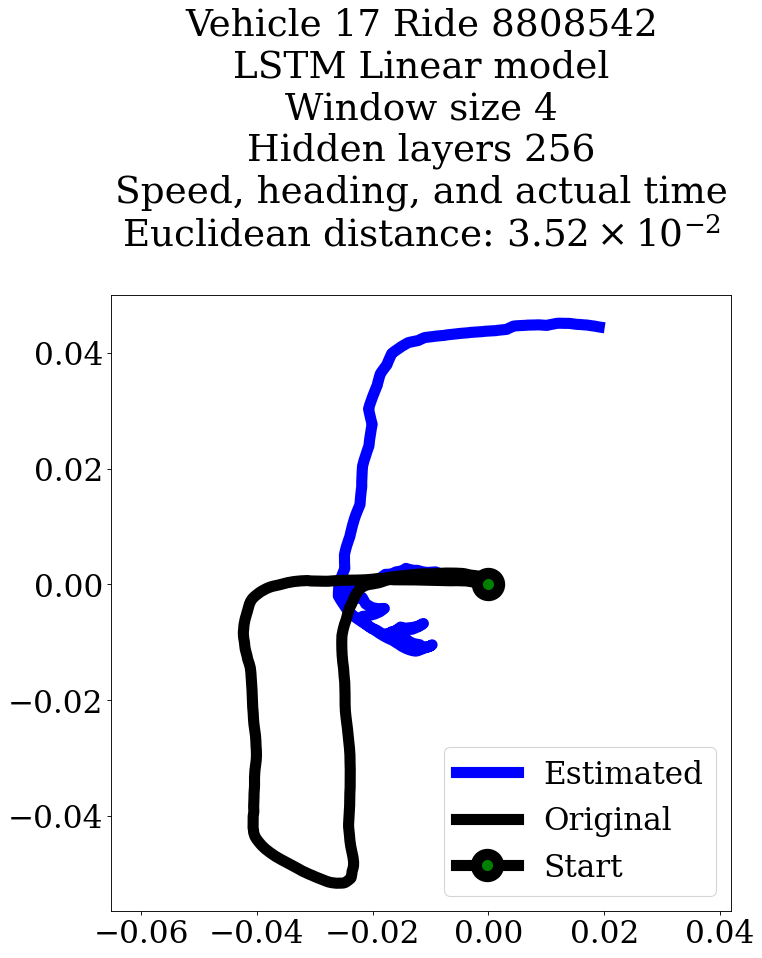 Vehicle 17 Ride 8808542
LSTM Linear model
Window size 4
Hidden layers 256
Speed, heading, and actual time
Euclidean distance: 3.52 × 10⁻²
0.04
0.02
0.00
−0.02
−0.04
Estimated
Original
Start
−0.06 −0.04 −0.02 0.00 0.02 0.04